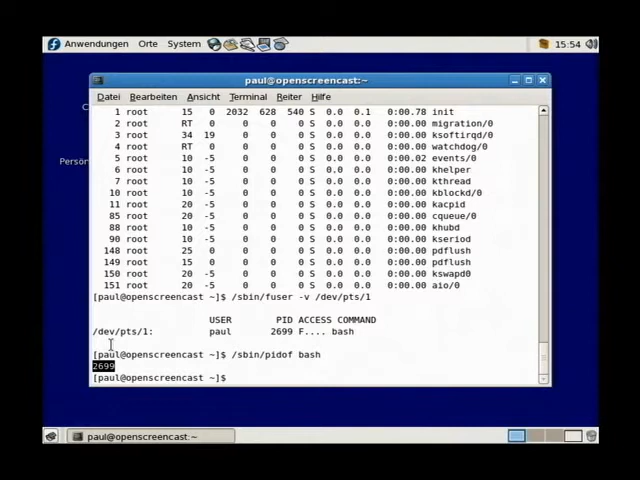 Anwendungen Orte System 15:54
paul@openscreencast:~
Datei Bearbeiten Ansicht Terminal Reiter Hilfe
1 root 15 0 2032 628 540 S 0.0 0.1 0:00.78 init
2 root RT 0 0 0 0 S 0.0 0.0 0:00.00 migration/0
3 root 34 19 0 0 0 S 0.0 0.0 0:00.00 ksoftirqd/0
4 root RT 0 0 0 0 S 0.0 0.0 0:00.00 watchdog/0
5 root 10 -5 0 0 0 S 0.0 0.0 0:00.02 events/0
6 root 10 -5 0 0 0 S 0.0 0.0 0:00.00 khelper
7 root 10 -5 0 0 0 S 0.0 0.0 0:00.00 kthread
10 root 10 -5 0 0 0 S 0.0 0.0 0:00.00 kblockd/0
11 root 20 -5 0 0 0 S 0.0 0.0 0:00.00 kacpid
85 root 20 -5 0 0 0 S 0.0 0.0 0:00.00 cqueue/0
88 root 10 -5 0 0 0 S 0.0 0.0 0:00.00 khubd
90 root 10 -5 0 0 0 S 0.0 0.0 0:00.00 kseriod
148 root 25 0 0 0 0 S 0.0 0.0 0:00.00 pdflush
149 root 15 0 0 0 0 S 0.0 0.0 0:00.00 pdflush
150 root 20 -5 0 0 0 S 0.0 0.0 0:00.00 kswapd0
151 root 20 -5 0 0 0 S 0.0 0.0 0:00.00 aio/0
[paul@openscreencast ~]$ /sbin/fuser -v /dev/pts/1
USER PID ACCESS COMMAND
/dev/pts/1: paul 2699 F.... bash
[paul@openscreencast ~]$ /sbin/pidof bash
2699
[paul@openscreencast ~]$
paul@openscreencast:~